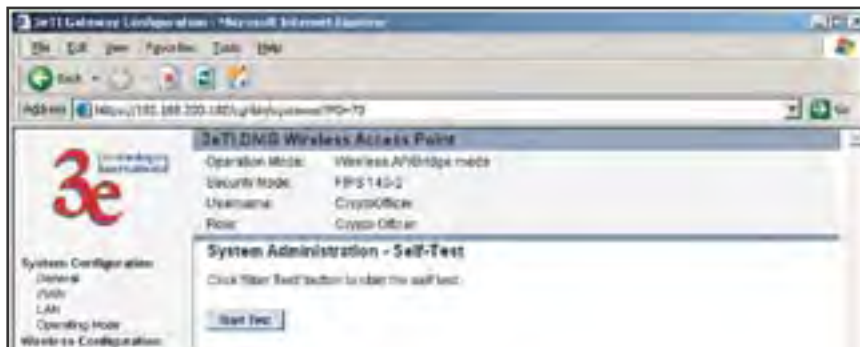 3eTI Gateway Configuration - Microsoft Internet Explorer
File Edit View Favorites Tools Help
Back
Address Go
3e Technologies International
3eTI DMG Wireless Access Point
Operation Mode: Wireless AP/Bridge mode
Security Mode: FIPS 140-2
Username: CryptoOfficer
Role: Crypto Officer
System Administration - Self-Test
Click 'Start Test' button to start the self test.
Start Test
System Configuration
General
WAN
LAN
Operating Mode
Wireless Configuration